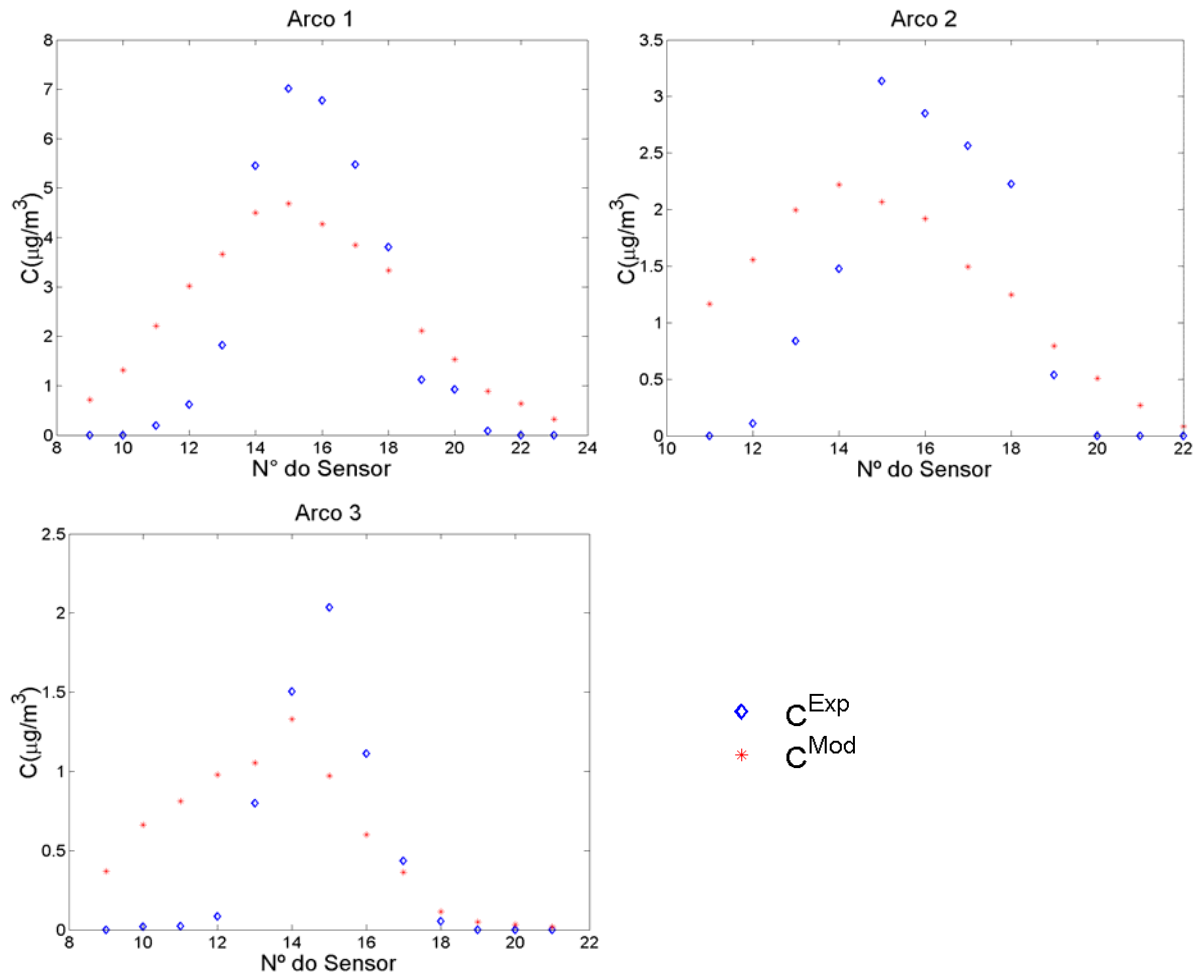 Arco 1
8
7
6
5
4
3
2
1
0
8 10 12 14 16 18 20 22 24
C(μg/m³)
N° do Sensor
Arco 2
3.5
3
2.5
2
1.5
1
0.5
0
10 12 14 16 18 20 22
C(μg/m³)
Nº do Sensor
Arco 3
2.5
2
1.5
1
0.5
0
8 10 12 14 16 18 20 22
C(μg/m³)
Nº do Sensor
C^Exp
C^Mod